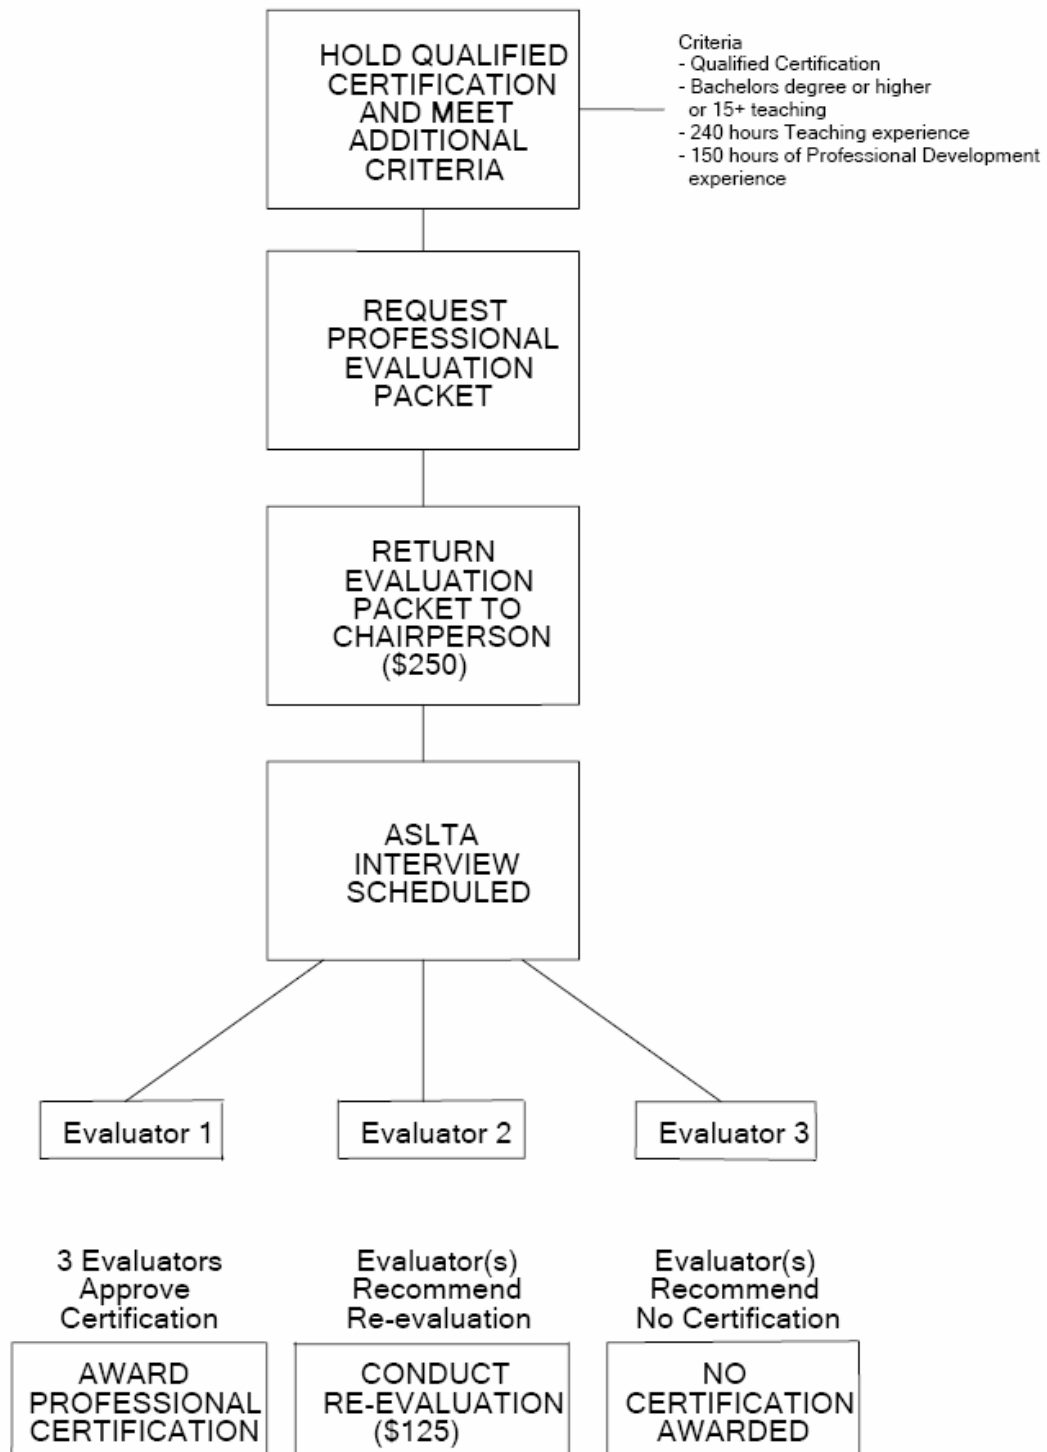 HOLD QUALIFIED
CERTIFICATION
AND MEET
ADDITIONAL
CRITERIA
Criteria
- Qualified Certification
- Bachelors degree or higher
or 15+ teaching
- 240 hours Teaching experience
- 150 hours of Professional Development
experience
REQUEST
PROFESSIONAL
EVALUATION
PACKET
RETURN
EVALUATION
PACKET TO
CHAIRPERSON
($250)
ASLTA
INTERVIEW
SCHEDULED
Evaluator 1
Evaluator 2
Evaluator 3
3 Evaluators
Approve
Certification
Evaluator(s)
Recommend
Re-evaluation
Evaluator(s)
Recommend
No Certification
AWARD
PROFESSIONAL
CERTIFICATION
CONDUCT
RE-EVALUATION
($125)
NO
CERTIFICATION
AWARDED